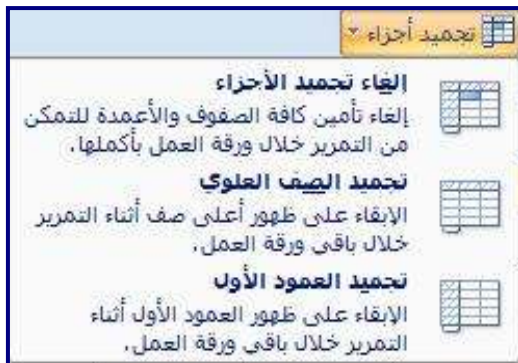 تجميد أجزاء
إلغاء تجميد الأجزاء
إلغاء تأمين كافة الصفوف والأعمدة للتمكن
من التمرير خلال ورقة العمل بأكملها.
تجميد الصف العلوي
الإبقاء على ظهور أعلى صف أثناء التمرير
خلال باقي ورقة العمل.
تجميد العمود الأول
الإبقاء على ظهور العمود الأول أثناء
التمرير خلال باقي ورقة العمل.